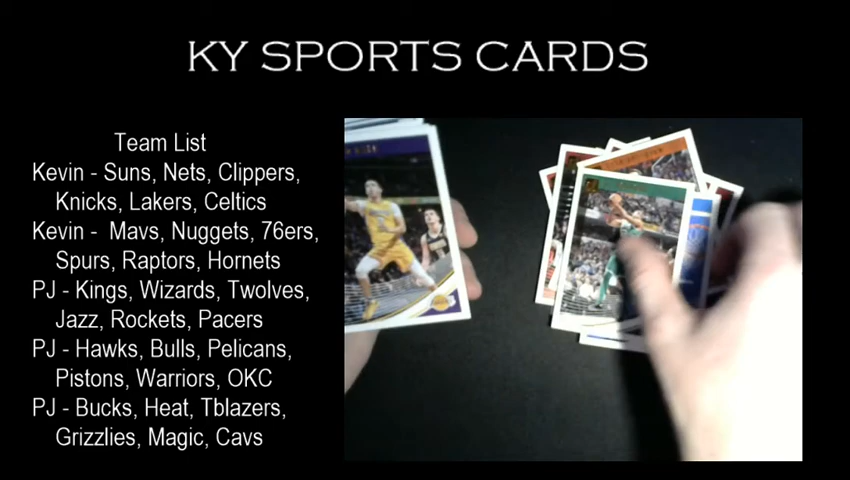 KY SPORTS CARDS
Team List
Kevin - Suns, Nets, Clippers,
Knicks, Lakers, Celtics
Kevin - Mavs, Nuggets, 76ers,
Spurs, Raptors, Hornets
PJ - Kings, Wizards, Twolves,
Jazz, Rockets, Pacers
PJ - Hawks, Bulls, Pelicans,
Pistons, Warriors, OKC
PJ - Bucks, Heat, Tblazers,
Grizzlies, Magic, Cavs